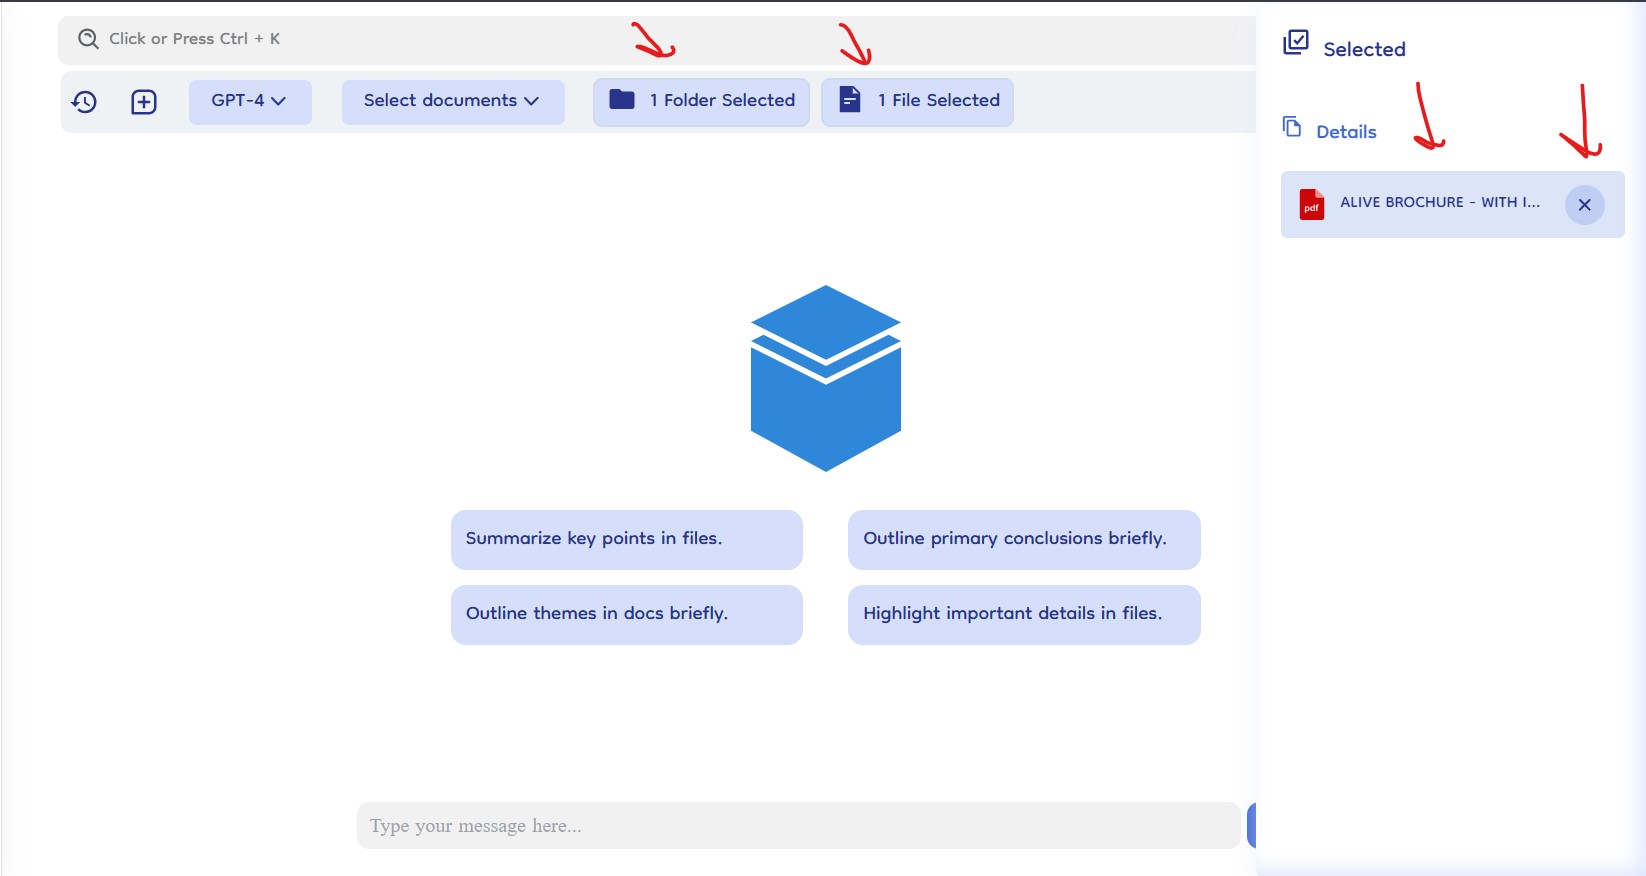 Click or Press Ctrl + K
GPT-4
Select documents
1 Folder Selected
1 File Selected
Selected
Details
pdf
ALIVE BROCHURE - WITH I...
Summarize key points in files.
Outline primary conclusions briefly.
Outline themes in docs briefly.
Highlight important details in files.
Type your message here...